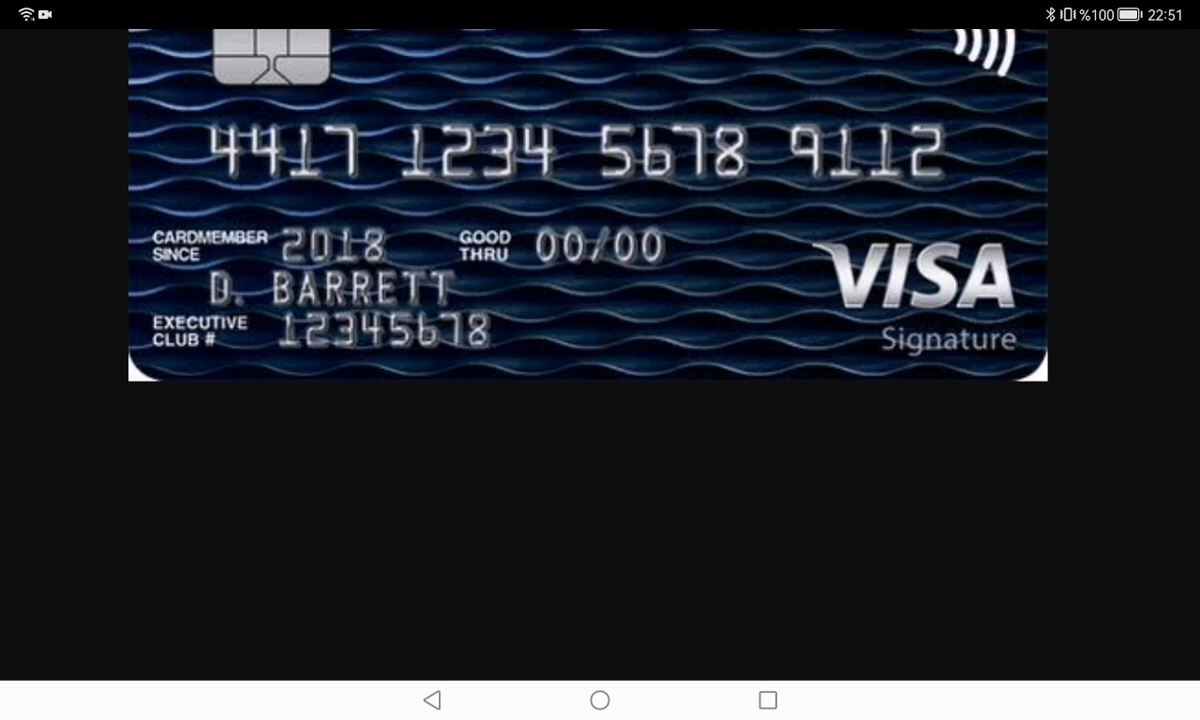 %100 22:51
4417 1234 5678 9112
CARDMEMBER SINCE 2018 GOOD THRU 00/00
D. BARRETT
EXECUTIVE CLUB # 12345678
VISA
Signature